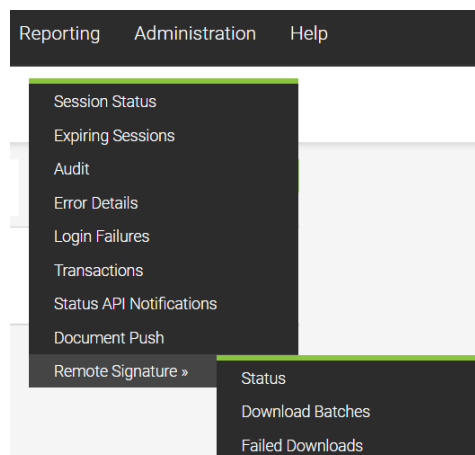 Reporting Administration Help
Session Status
Expiring Sessions
Audit
Error Details
Login Failures
Transactions
Status API Notifications
Document Push
Remote Signature »
Status
Download Batches
Failed Downloads